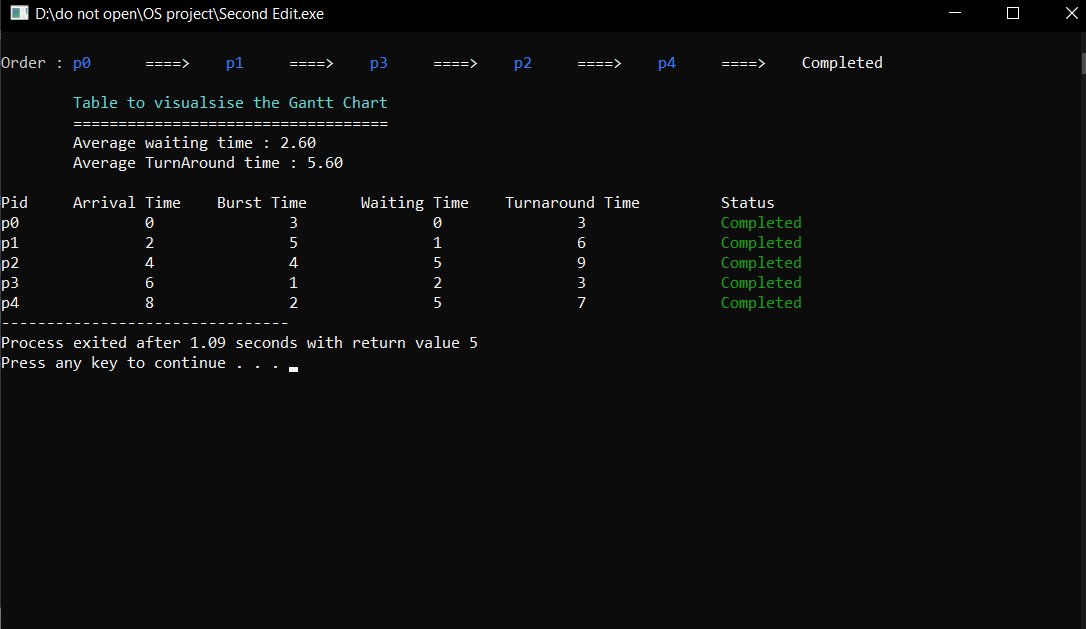 D:\do not open\OS project\Second Edit.exe
Order : p0 ====> p1 ====> p3 ====> p2 ====> p4 ====> Completed
Table to visualsise the Gantt Chart
===================================
Average waiting time : 2.60
Average TurnAround time : 5.60
Pid Arrival Time Burst Time Waiting Time Turnaround Time Status
p0 0 3 0 3 Completed
p1 2 5 1 6 Completed
p2 4 4 5 9 Completed
p3 6 1 2 3 Completed
p4 8 2 5 7 Completed
--------------------------------
Process exited after 1.09 seconds with return value 5
Press any key to continue . . .